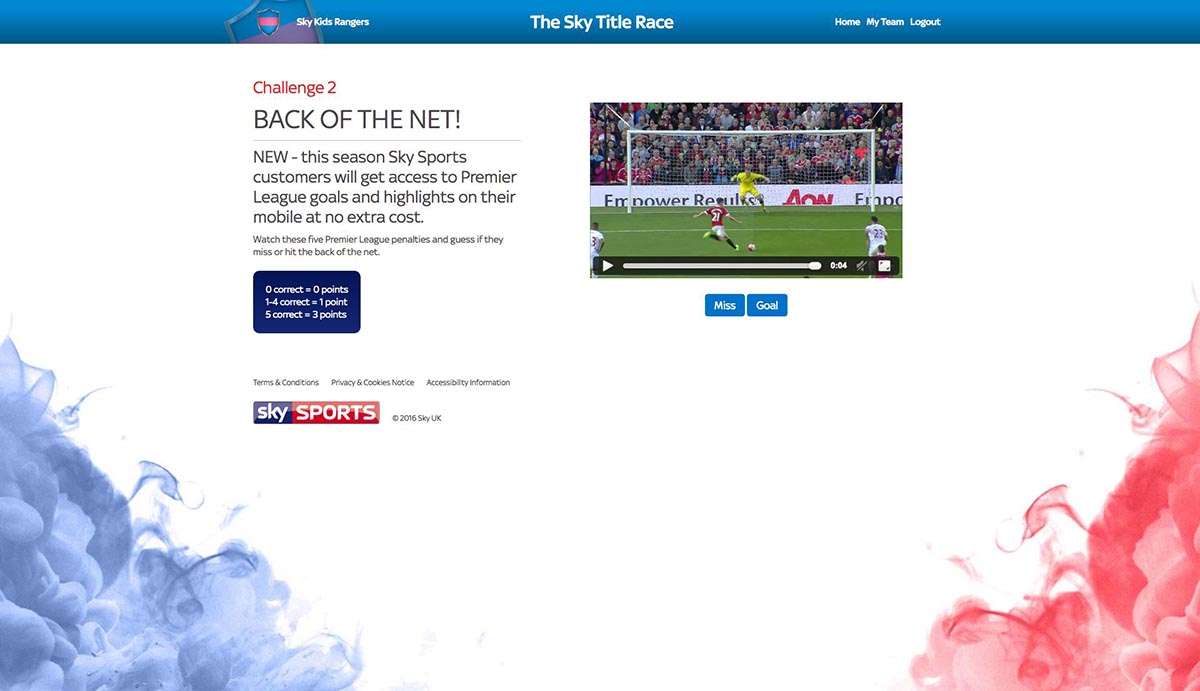 Sky Kids Rangers
The Sky Title Race
Home My Team Logout
Challenge 2
BACK OF THE NET!
NEW - this season Sky Sports
customers will get access to Premier
League goals and highlights on their
mobile at no extra cost.
Watch these five Premier League penalties and guess if they
miss or hit the back of the net.
0 correct = 0 points
1-4 correct = 1 point
5 correct = 3 points
Empower Results AON Empo
21
23
3
0:04
Miss Goal
Terms & Conditions Privacy & Cookies Notice Accessibility Information
sky SPORTS © 2016 Sky UK